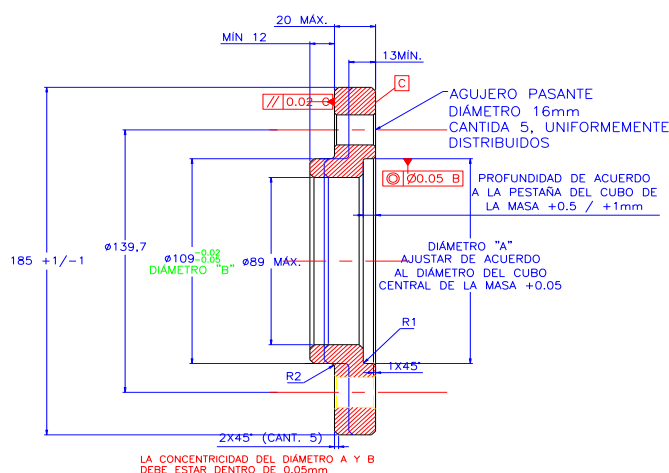 20 MÁX.
MÍN 12
13MÍN.
// 0.02 C
C
AGUJERO PASANTE
DIÁMETRO 16mm
CANTIDA 5, UNIFORMEMENTE
DISTRIBUIDOS
◎ Ø0.05 B
PROFUNDIDAD DE ACUERDO
A LA PESTAÑA DEL CUBO DE
LA MASA +0.5 / +1mm
185 +1/-1
ø139,7
ø109 -0.02 -0.05
DIÁMETRO "B"
ø89 MÁX.
DIÁMETRO "A"
AJUSTAR DE ACUERDO
AL DIÁMETRO DEL CUBO
CENTRAL DE LA MASA +0.05
R1
R2
1X45°
2X45° (CANT. 5)
LA CONCENTRICIDAD DEL DIÁMETRO A Y B
DEBE ESTAR DENTRO DE 0.05mm